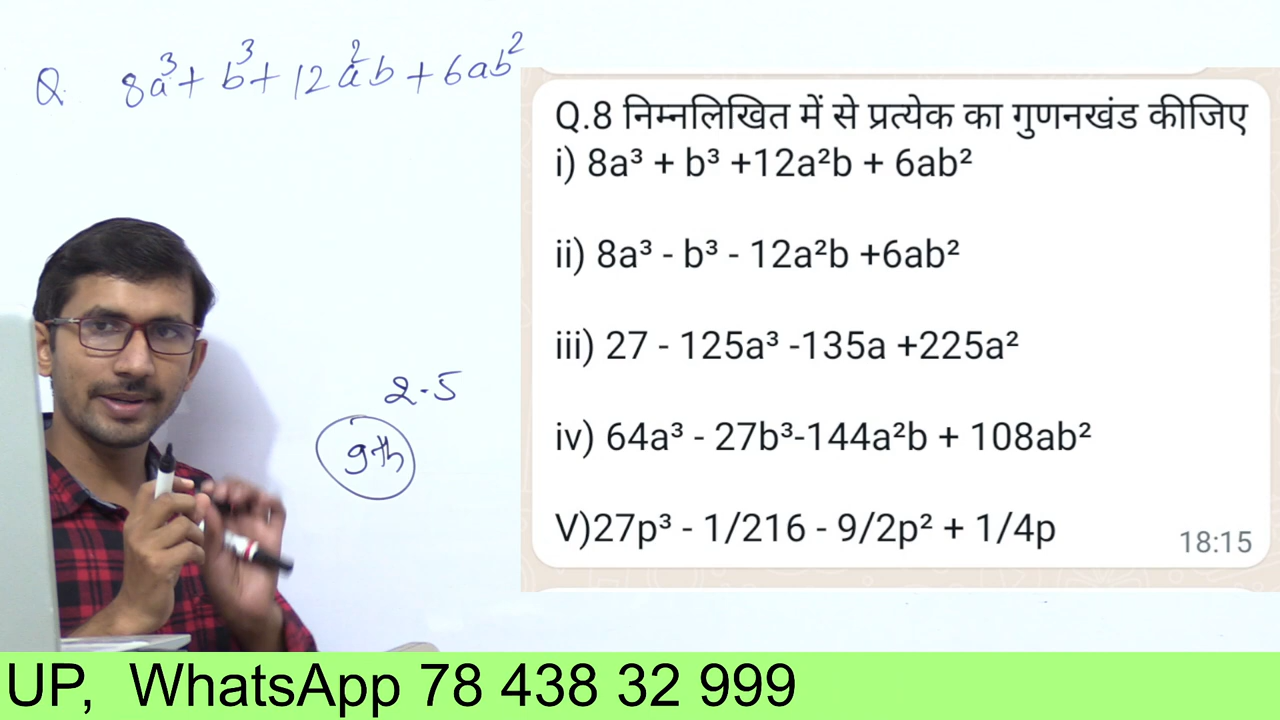 Q 8a³ + b³ + 12a²b + 6ab²
Q.8 निम्नलिखित में से प्रत्येक का गुणनखंड कीजिए
i) 8a³ + b³ +12a²b + 6ab²
ii) 8a³ - b³ - 12a²b +6ab²
iii) 27 - 125a³ -135a +225a²
iv) 64a³ - 27b³-144a²b + 108ab²
V)27p³ - 1/216 - 9/2p² + 1/4p
18:15
2.5
9th
UP, WhatsApp 78 438 32 999